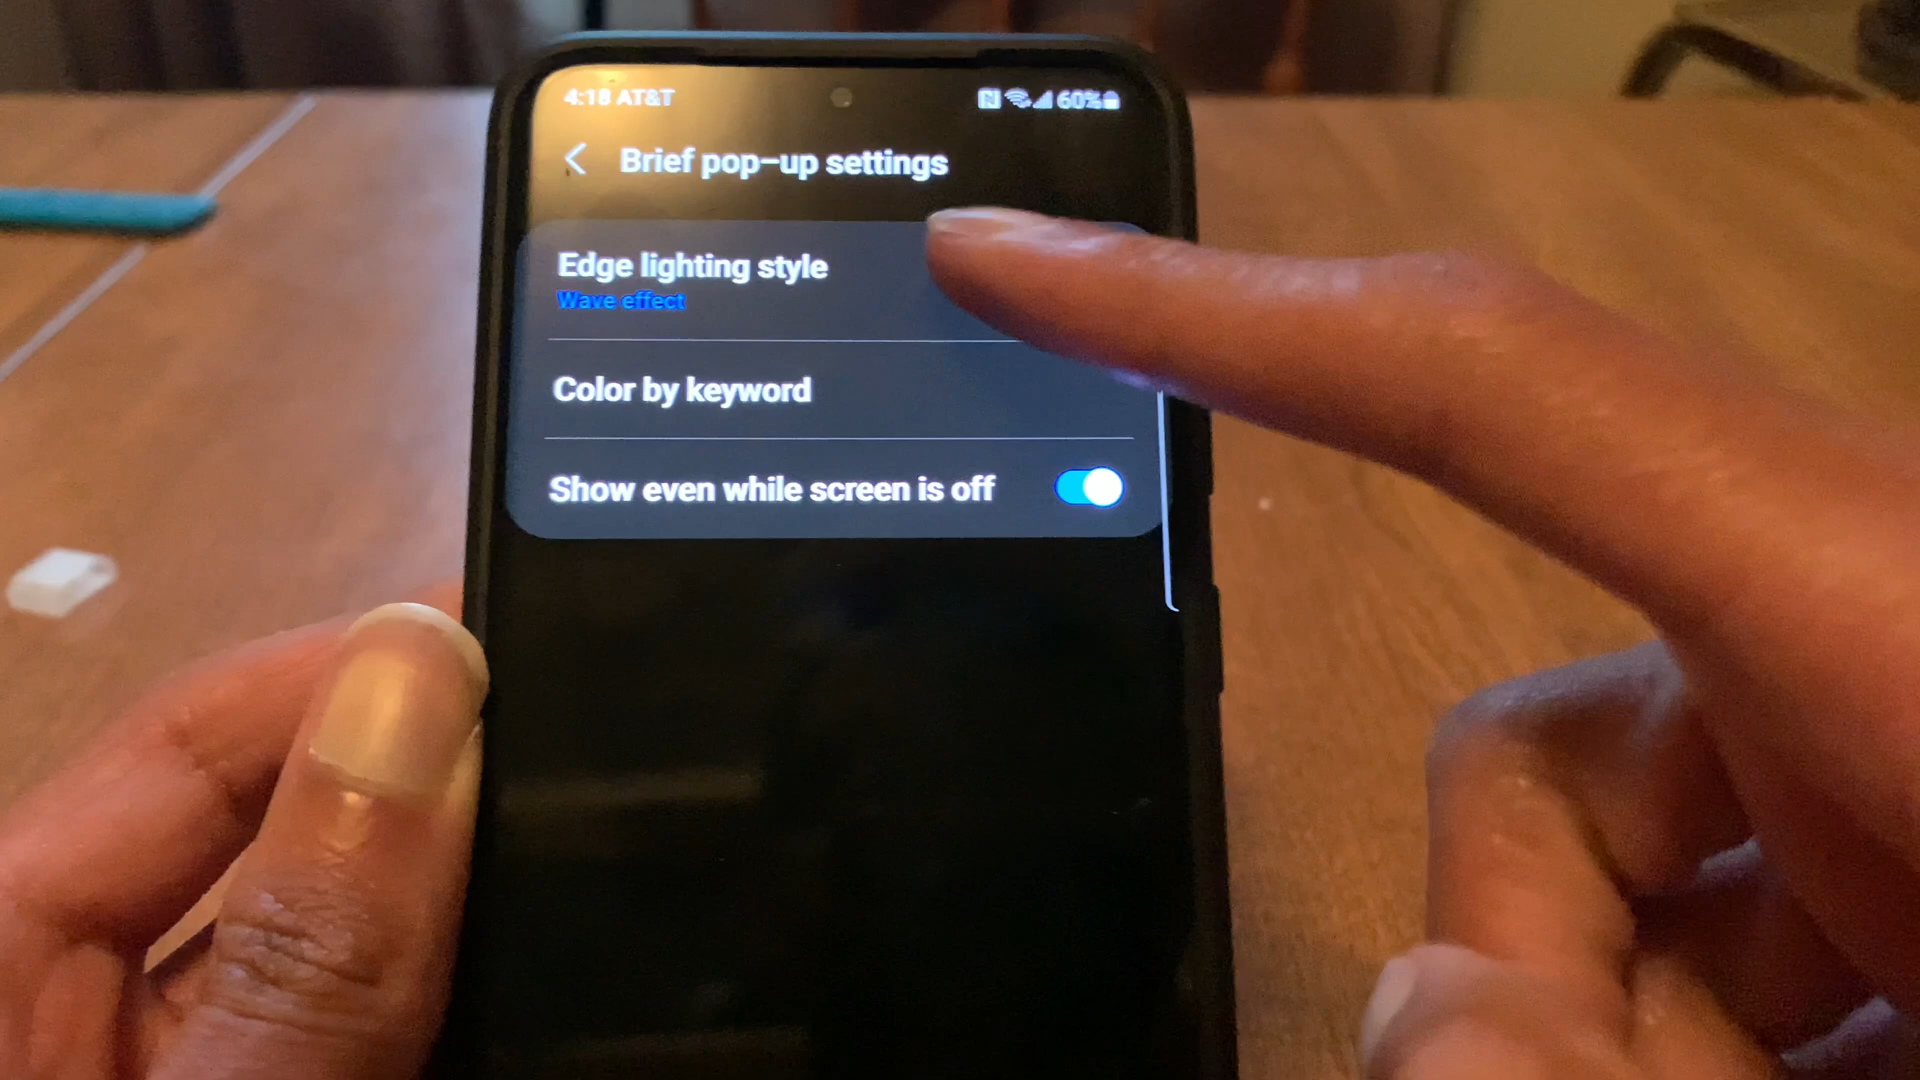 4:18 AT&T
N 60%
Brief pop-up settings
Edge lighting style
Wave effect
Color by keyword
Show even while screen is off